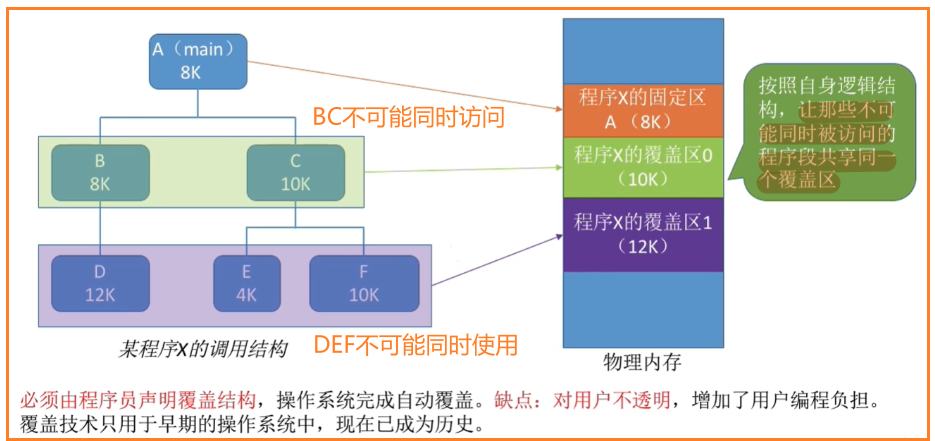 A（main）
8K
B
8K
C
10K
D
12K
E
4K
F
10K
某程序X的调用结构
BC不可能同时访问
DEF不可能同时使用
程序X的固定区
A （8K）
程序X的覆盖区0
（10K）
程序X的覆盖区1
（12K）
物理内存
按照自身逻辑结
构，让那些不可
能同时被访问的
程序段共享同一
个覆盖区
必须由程序员声明覆盖结构，操作系统完成自动覆盖。缺点：对用户不透明，增加了用户编程负担。
覆盖技术只用于早期的操作系统中，现在已成为历史。